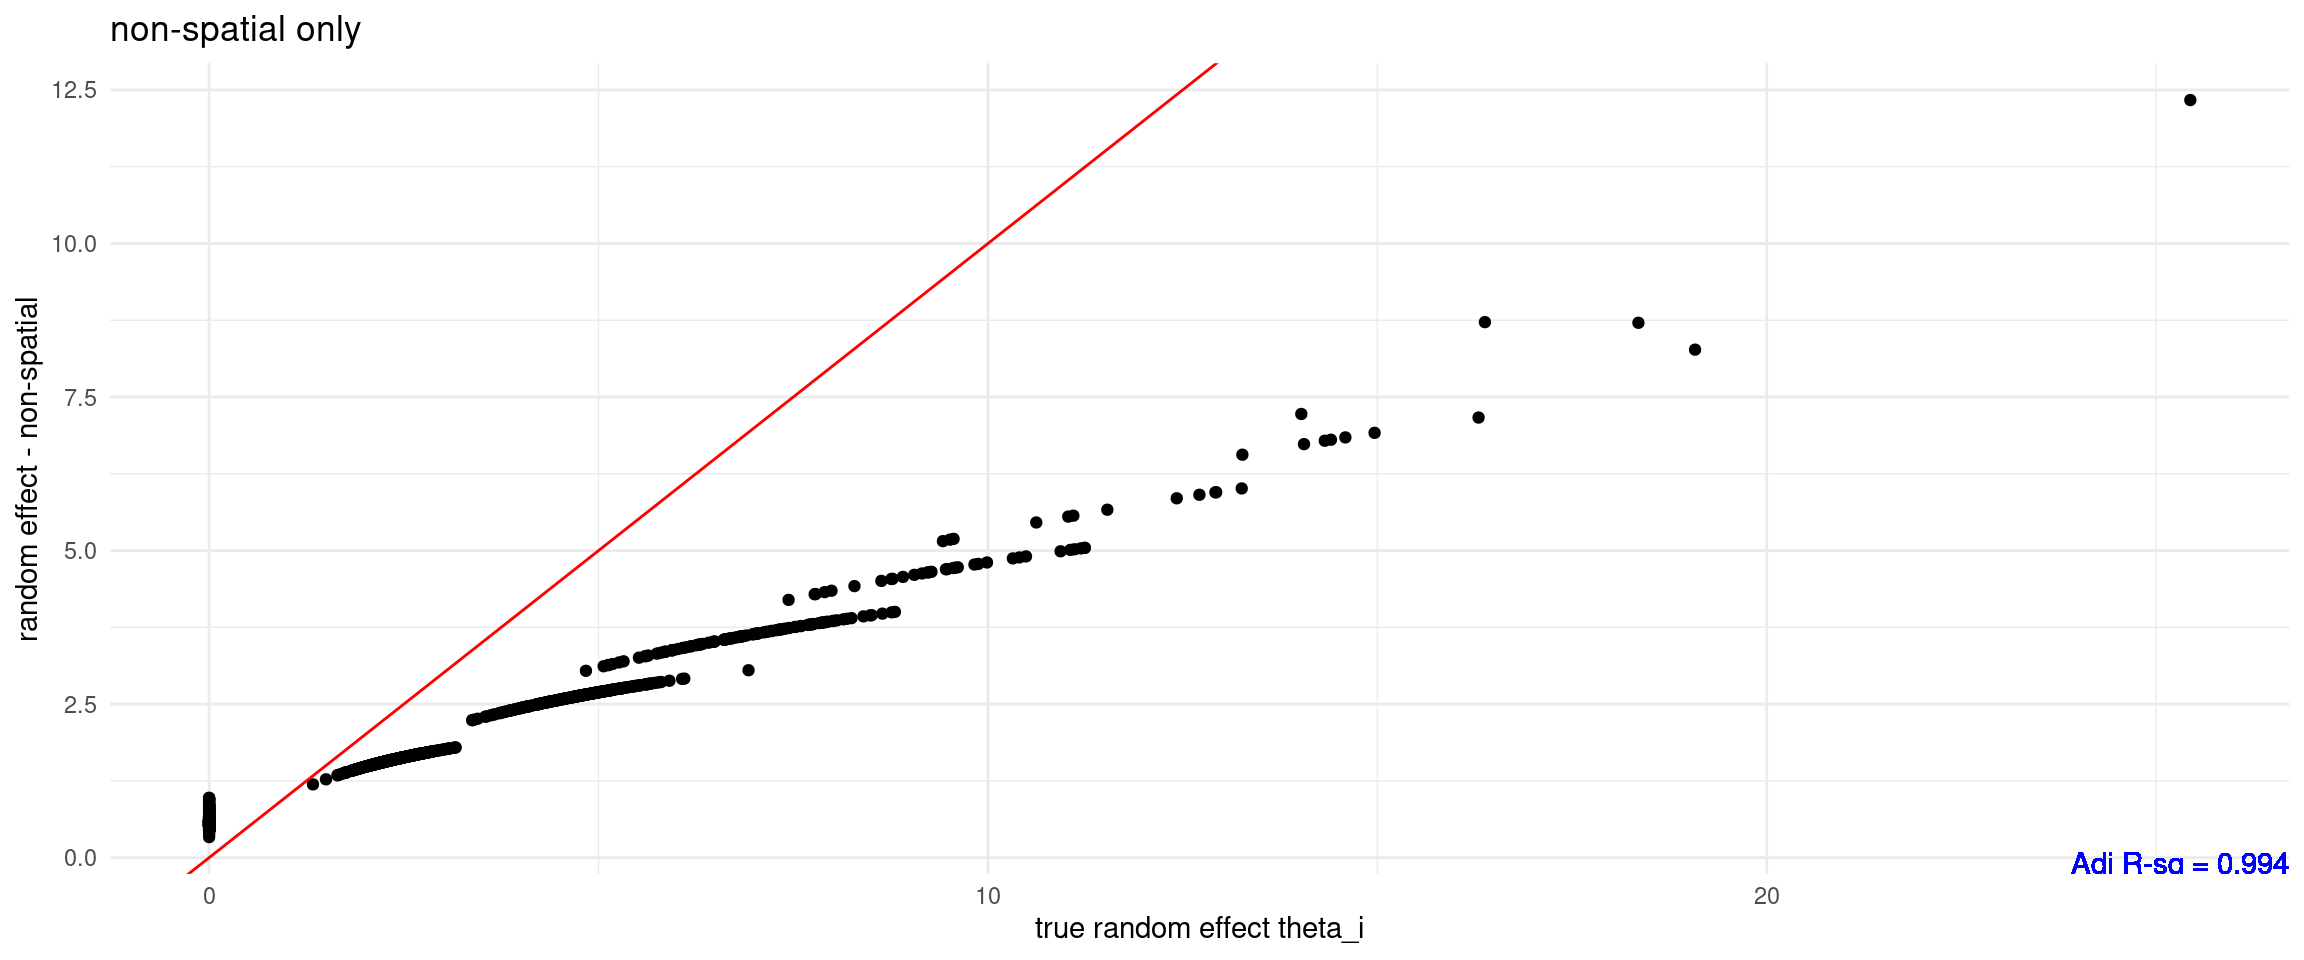 non-spatial only
12.5
10.0
7.5
5.0
2.5
0.0
random effect - non-spatial
Adj R-sq = 0.994
0 10 20
true random effect theta_i